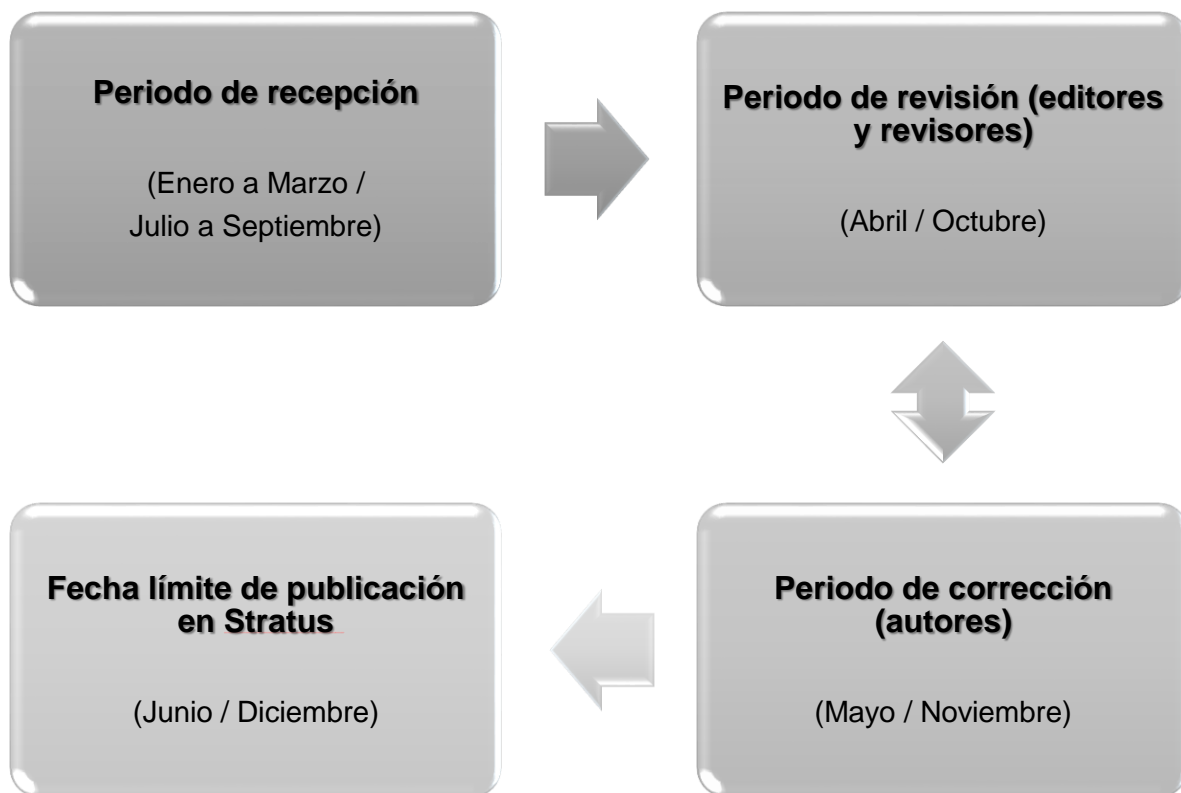 Periodo de recepción
(Enero a Marzo /
Julio a Septiembre)
Periodo de revisión (editores
y revisores)
(Abril / Octubre)
Periodo de corrección
(autores)
(Mayo / Noviembre)
Fecha límite de publicación
en Stratus
(Junio / Diciembre)